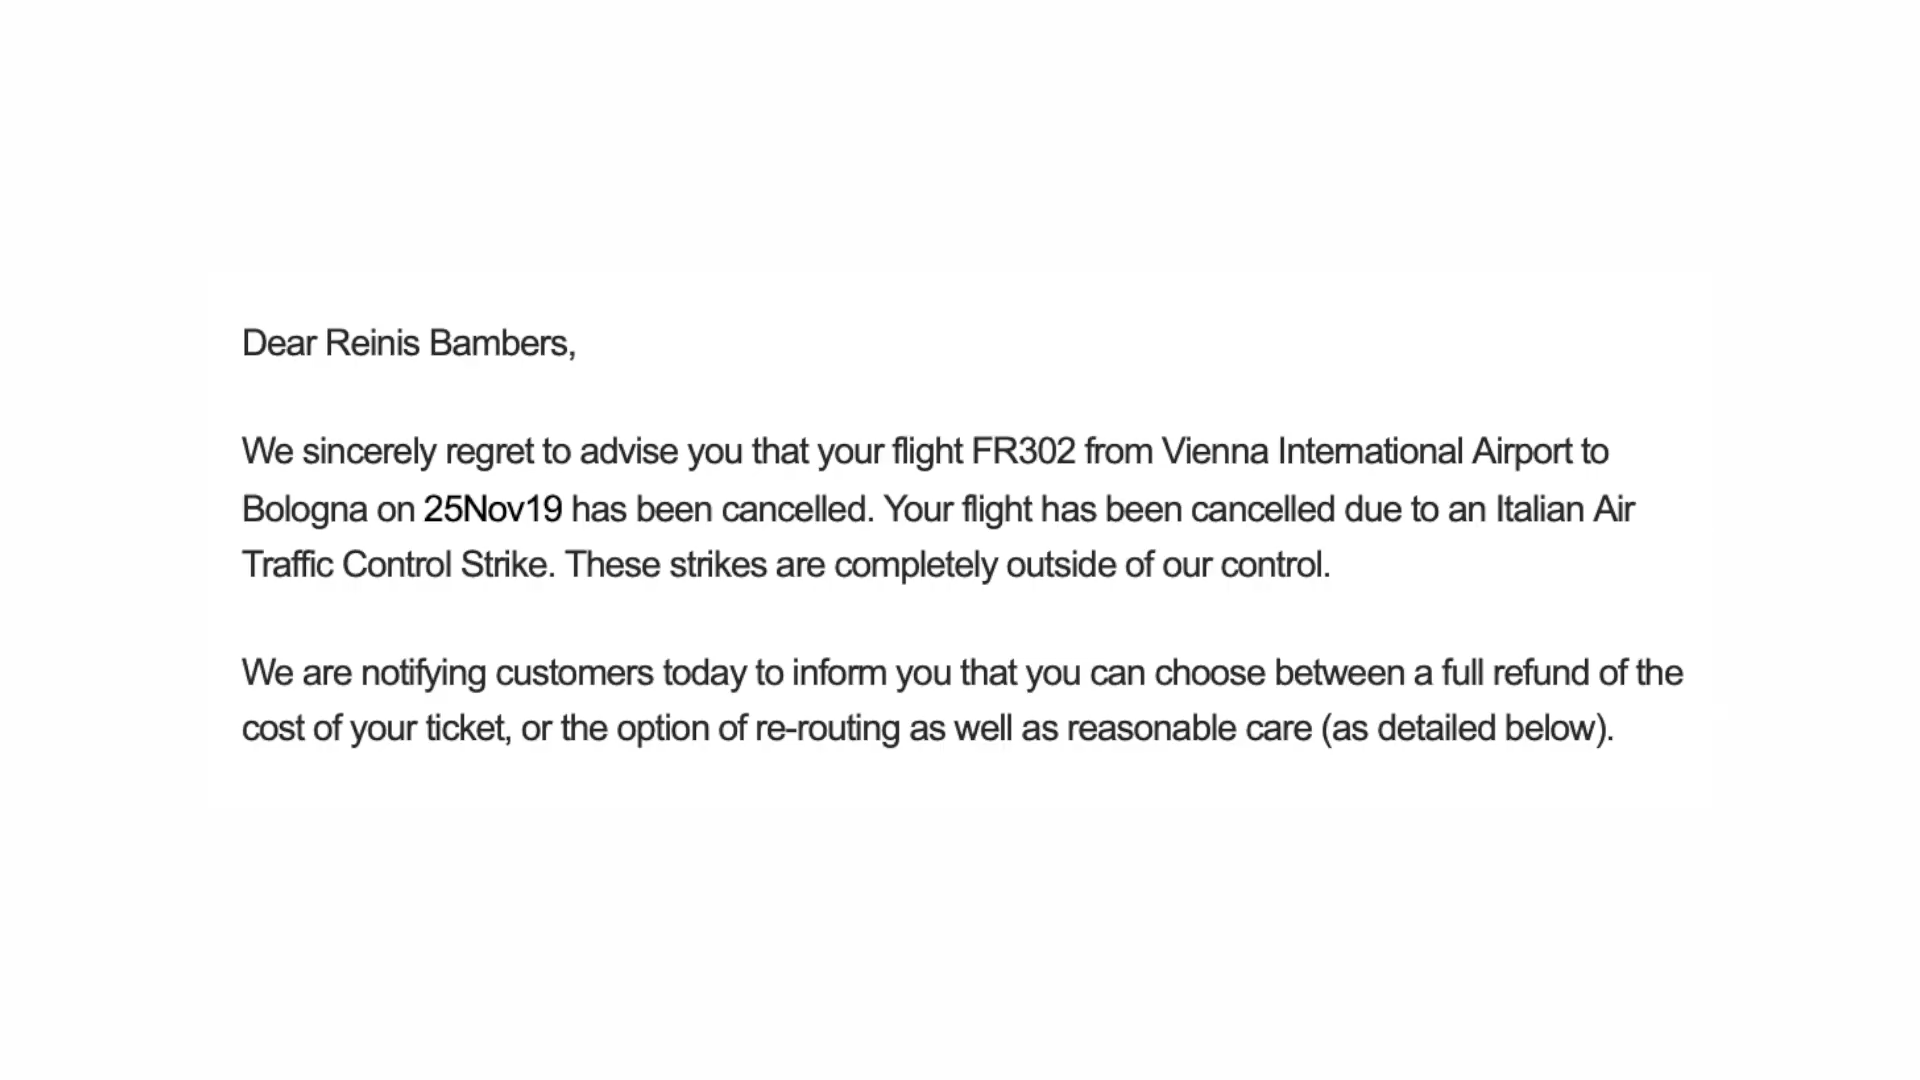 Dear Reinis Bambers,
We sincerely regret to advise you that your flight FR302 from Vienna International Airport to
Bologna on 25Nov19 has been cancelled. Your flight has been cancelled due to an Italian Air
Traffic Control Strike. These strikes are completely outside of our control.
We are notifying customers today to inform you that you can choose between a full refund of the
cost of your ticket, or the option of re-routing as well as reasonable care (as detailed below).